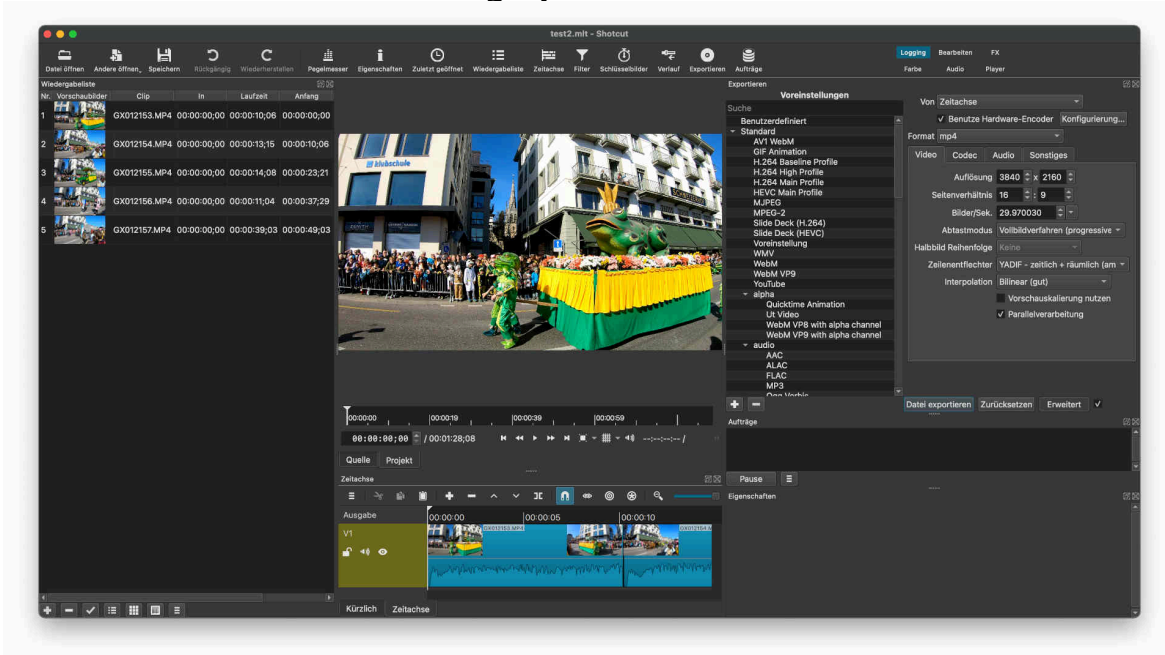 test2.mlt - Shotcut
Datei öffnen Andere öffnen_ Speichern Rückgängig Wiederherstellen Pegelmesser Eigenschaften Zuletzt geöffnet Wiedergabeliste Zeitachse Filter Schlüsselbilder Verlauf Exportieren Aufträge
Logging Bearbeiten FX
Farbe Audio Player
Wiedergabeliste
Nr. Vorschaubilder Clip In Laufzeit Anfang
1 GX012153.MP4 00:00:00;00 00:00:10;06 00:00:00;00
2 GX012154.MP4 00:00:00;00 00:00:13;15 00:00:10;06
3 GX012155.MP4 00:00:00;00 00:00:14;08 00:00:23;21
4 GX012156.MP4 00:00:00;00 00:00:11;04 00:00:37;29
5 GX012157.MP4 00:00:00;00 00:00:39;03 00:00:49;03
klubschule
00:00:00 00:00:19 00:00:39 00:00:59
00:00:00;00 / 00:01:28;08 --:--:--:-- /
Quelle Projekt
Zeitachse
Ausgabe 00:00:00 00:00:05 00:00:10
V1
GX012153.MP4 GX012154.M
Kürzlich Zeitachse
Exportieren
Voreinstellungen
Suche
Benutzerdefiniert
Standard
AV1 WebM
GIF Animation
H.264 Baseline Profile
H.264 High Profile
H.264 Main Profile
HEVC Main Profile
MJPEG
MPEG-2
Slide Deck (H.264)
Slide Deck (HEVC)
Voreinstellung
WMV
WebM
WebM VP9
YouTube
alpha
Quicktime Animation
Ut Video
WebM VP8 with alpha channel
WebM VP9 with alpha channel
audio
AAC
ALAC
FLAC
MP3
Ogg Vorbis
Von Zeitachse
Benutze Hardware-Encoder Konfigurierung...
Format mp4
Video Codec Audio Sonstiges
Auflösung 3840 x 2160
Seitenverhältnis 16 : 9
Bilder/Sek. 29.970030
Abtastmodus Vollbildverfahren (progressive
Halbbild Reihenfolge Keine
Zeilenentflechter YADIF - zeitlich + räumlich (am
Interpolation Bilinear (gut)
Vorschauskalierung nutzen
Parallelverarbeitung
Datei exportieren Zurücksetzen Erweitert
Aufträge
Pause
Eigenschaften